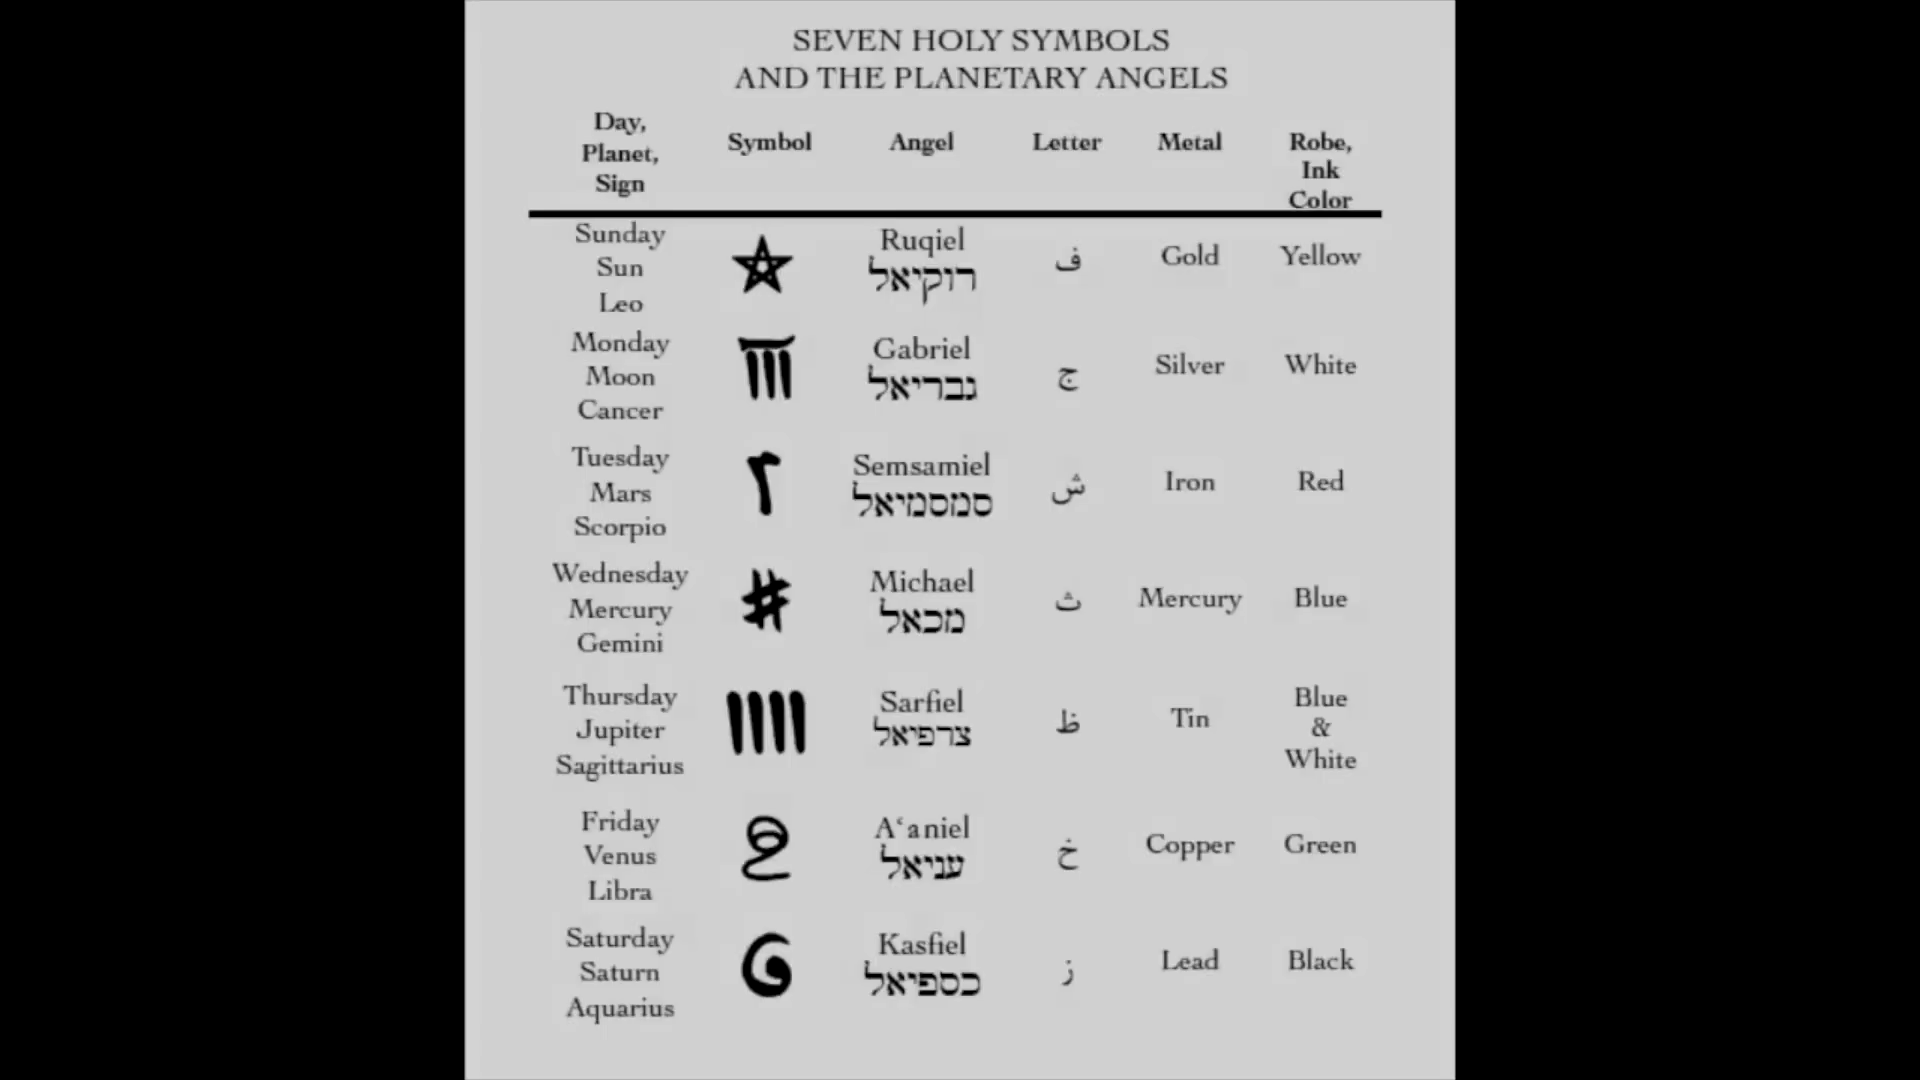 SEVEN HOLY SYMBOLS
AND THE PLANETARY ANGELS
Day,
Planet,
Sign
Symbol
Angel
Letter
Metal
Robe,
Ink
Color
Sunday
Sun
Leo
Ruqiel
רוקיאל
ف
Gold
Yellow
Monday
Moon
Cancer
Gabriel
גבריאל
ج
Silver
White
Tuesday
Mars
Scorpio
Semsamiel
סמסמיאל
ش
Iron
Red
Wednesday
Mercury
Gemini
Michael
מכאל
ث
Mercury
Blue
Thursday
Jupiter
Sagittarius
Sarfiel
צרפיאל
ظ
Tin
Blue
&
White
Friday
Venus
Libra
A‘aniel
עניאל
خ
Copper
Green
Saturday
Saturn
Aquarius
Kasfiel
כספיאל
ز
Lead
Black